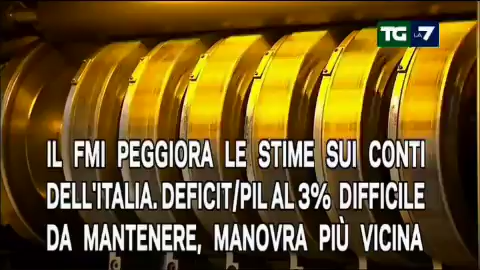 TG LA7
IL FMI PEGGIORA LE STIME SUI CONTI
DELL'ITALIA. DEFICIT/PIL AL 3% DIFFICILE
DA MANTENERE, MANOVRA PIÙ VICINA